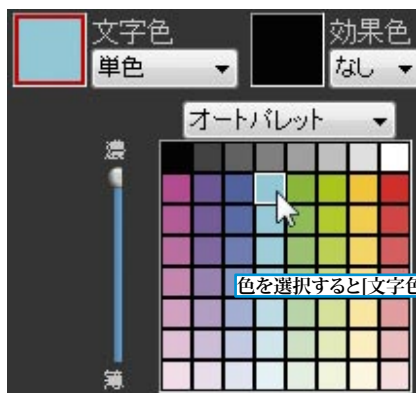 文字色
効果色
単色
なし
オートパレット
濃
色を選択すると[文字色
薄